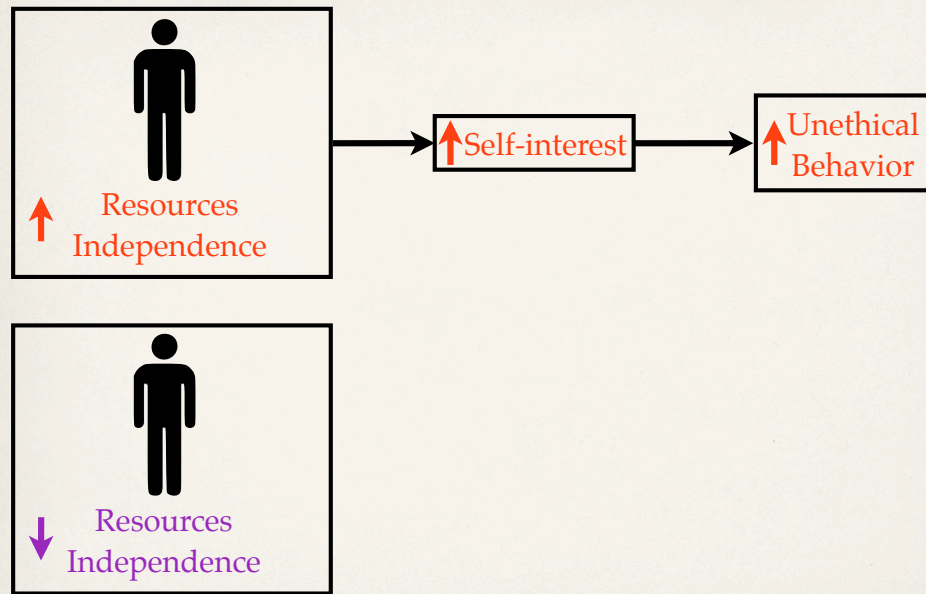 Resources
Independence
Self-interest
Unethical
Behavior
Resources
Independence